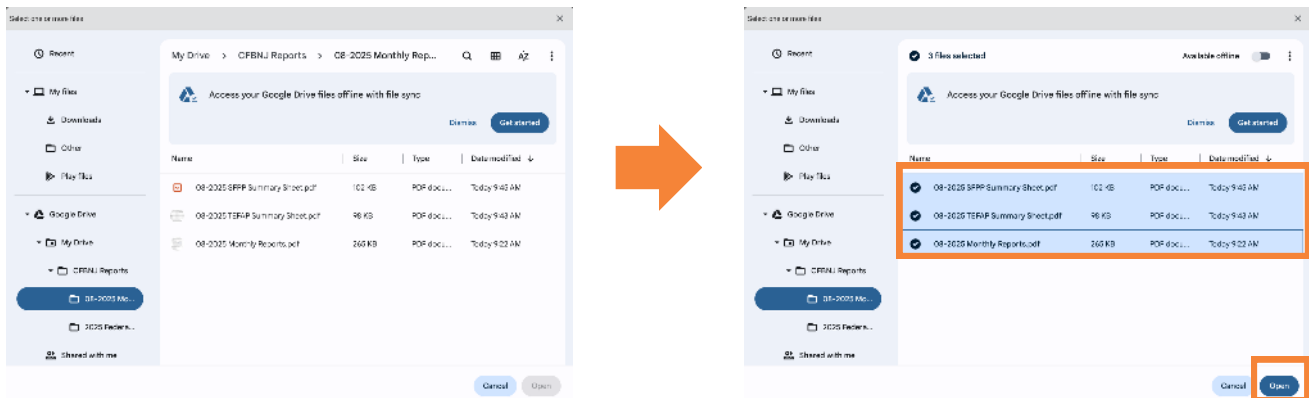 Select one or more files
Recent
My files
Downloads
Other
Play files
Google Drive
My Drive
CFBNJ Reports
08-2025 Mo...
2025 Federa...
Shared with me
My Drive > CFBNJ Reports > 08-2025 Monthly Rep...
AZ
Access your Google Drive files offline with file sync
Dismiss Get started
Name Size Type Date modified
08-2025 SFPP Summary Sheet.pdf 102 KB PDF docu... Today 9:45 AM
08-2025 TEFAP Summary Sheet.pdf 98 KB PDF docu... Today 9:43 AM
08-2025 Monthly Reports.pdf 265 KB PDF docu... Today 9:22 AM
Cancel Open
Select one or more files
Recent
My files
Downloads
Other
Play files
Google Drive
My Drive
CFBNJ Reports
08-2025 Mo...
2025 Federa...
Shared with me
3 files selected Available offline
Access your Google Drive files offline with file sync
Dismiss Get started
Name Size Type Date modified
08-2025 SFPP Summary Sheet.pdf 102 KB PDF docu... Today 9:45 AM
08-2025 TEFAP Summary Sheet.pdf 98 KB PDF docu... Today 9:43 AM
08-2025 Monthly Reports.pdf 265 KB PDF docu... Today 9:22 AM
Cancel Open